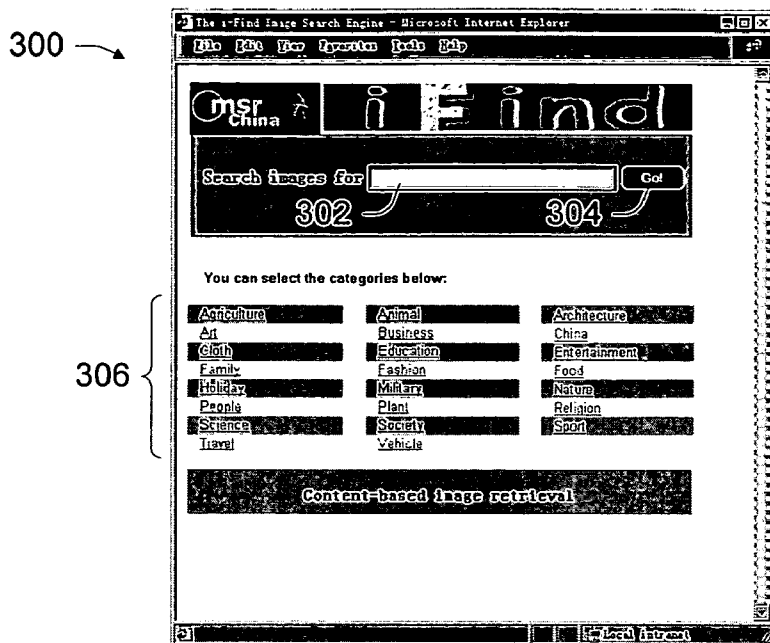 The i-Find Image Search Engine - Microsoft Internet Explorer
300
File Edit View Favorites Tools Help
msr
China
i Find
Search images for
Go!
302
304
You can select the categories below:
306
Agriculture Animal Architecture
Art Business China
Cloth Education Entertainment
Family Fashion Food
Holiday Military Nature
People Plant Religion
Science Society Sport
Travel Vehicle
Content-based image retrieval
Local intranet